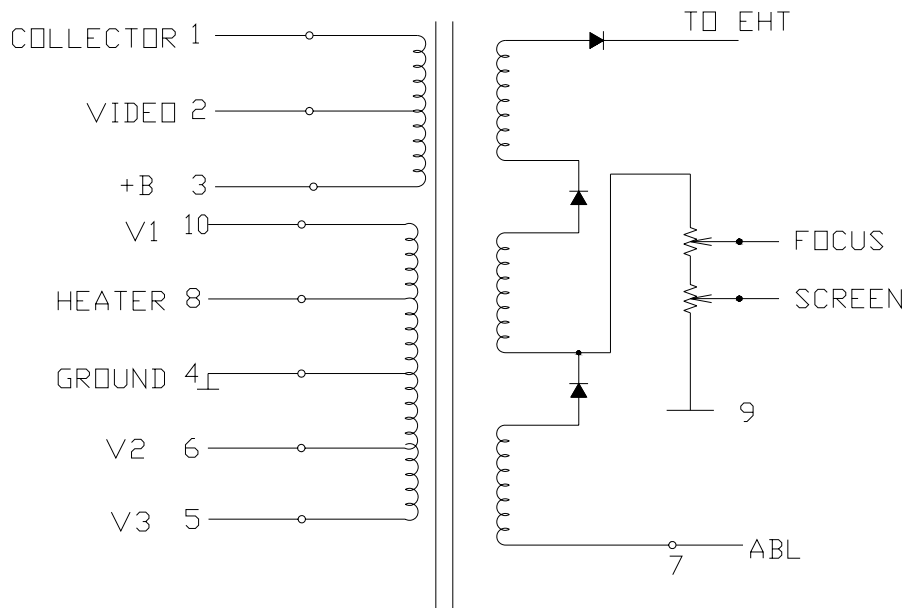 COLLECTOR 1
VIDEO 2
+B 3
V1 10
HEATER 8
GROUND 4
V2 6
V3 5
TO EHT
FOCUS
SCREEN
9
ABL
7